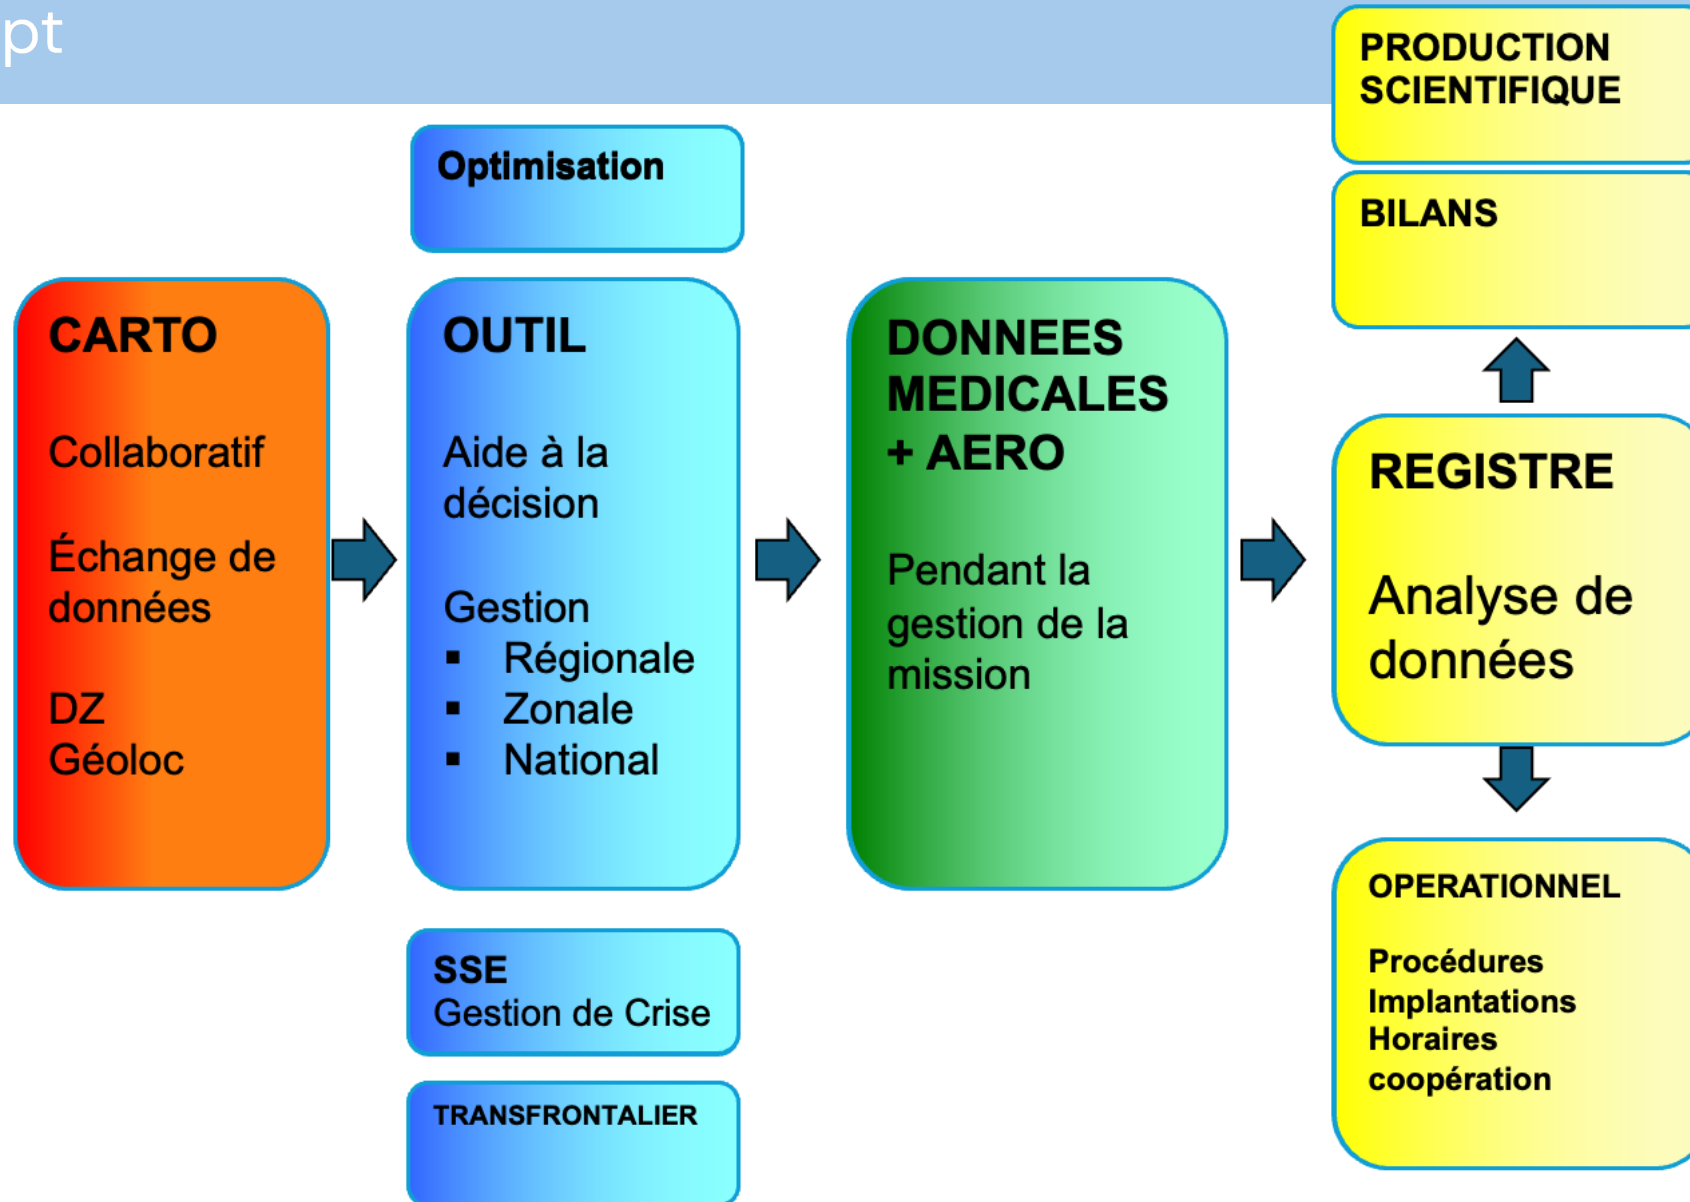 pt
Optimisation
CARTO
Collaboratif
Échange de
données
DZ
Géoloc
OUTIL
Aide à la
décision
Gestion
▪ Régionale
▪ Zonale
▪ National
SSE
Gestion de Crise
TRANSFRONTALIER
DONNEES
MEDICALES
+ AERO
Pendant la
gestion de la
mission
PRODUCTION
SCIENTIFIQUE
BILANS
REGISTRE
Analyse de
données
OPERATIONNEL
Procédures
Implantations
Horaires
coopération